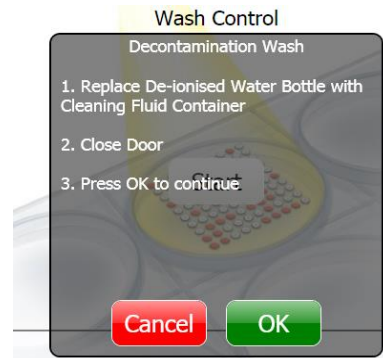 Wash Control
Decontamination Wash
1. Replace De-ionised Water Bottle with
Cleaning Fluid Container
2. Close Door
3. Press OK to continue
Start
Cancel
OK